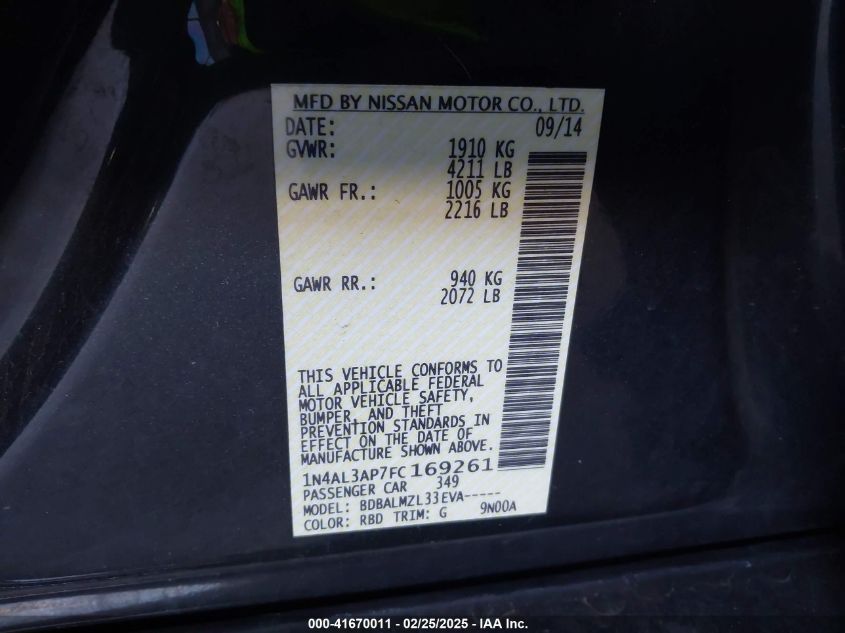 MFD BY NISSAN MOTOR CO., LTD.
DATE: 09/14
GVWR: 1910 KG
4211 LB
GAWR FR.: 1005 KG
2216 LB
GAWR RR.: 940 KG
2072 LB
THIS VEHICLE CONFORMS TO
ALL APPLICABLE FEDERAL
MOTOR VEHICLE SAFETY,
BUMPER, AND THEFT
PREVENTION STANDARDS IN
EFFECT ON THE DATE OF
MANUFACTURE SHOWN ABOVE.
1N4AL3AP7FC169261
PASSENGER CAR 349
MODEL: BDBALMZL33EVA-----
COLOR: RBD TRIM: G 9N00A
000-41670011 - 02/25/2025 - IAA Inc.